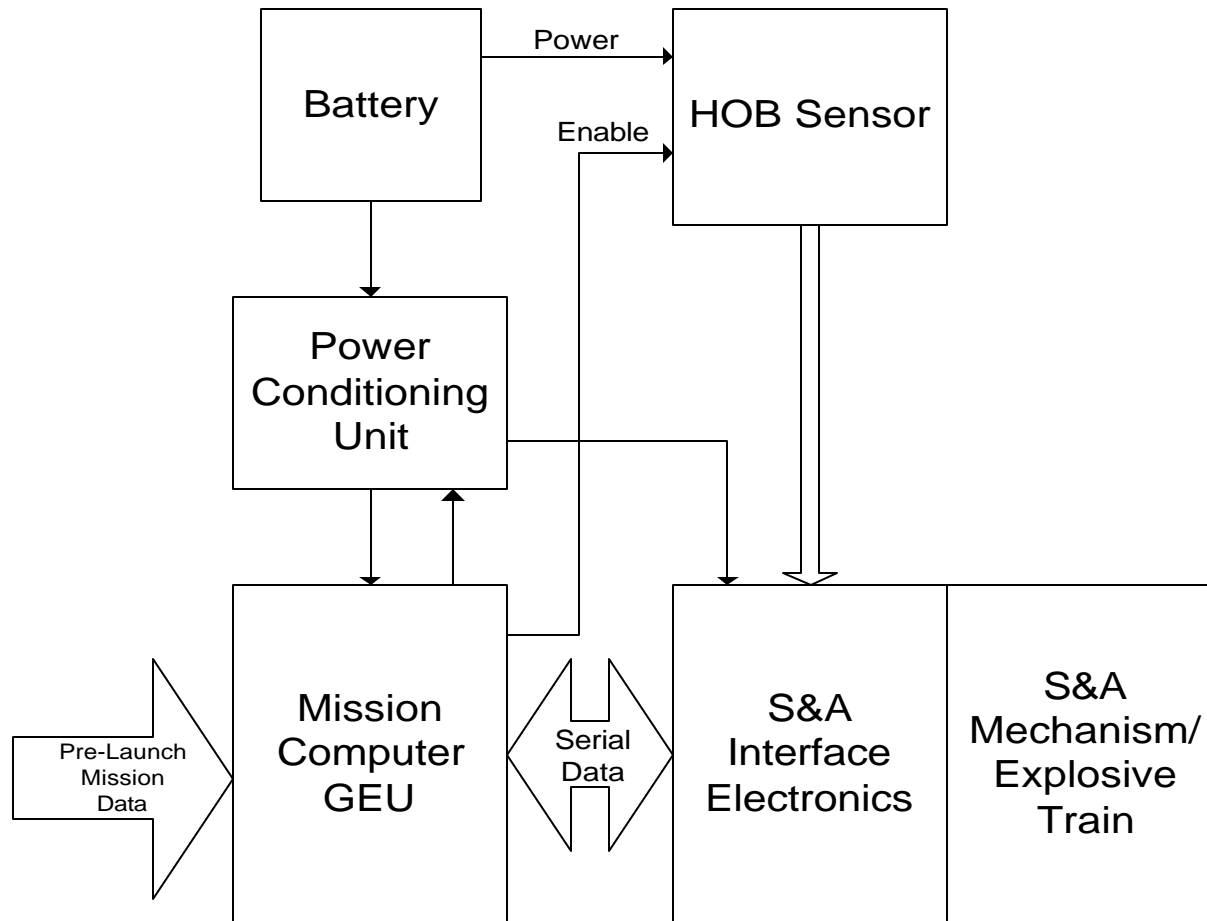 Power
Battery
HOB Sensor
Enable
Power
Conditioning
Unit
Pre-Launch
Mission
Data
Mission
Computer
GEU
Serial
Data
S&A
Interface
Electronics
S&A
Mechanism/
Explosive
Train